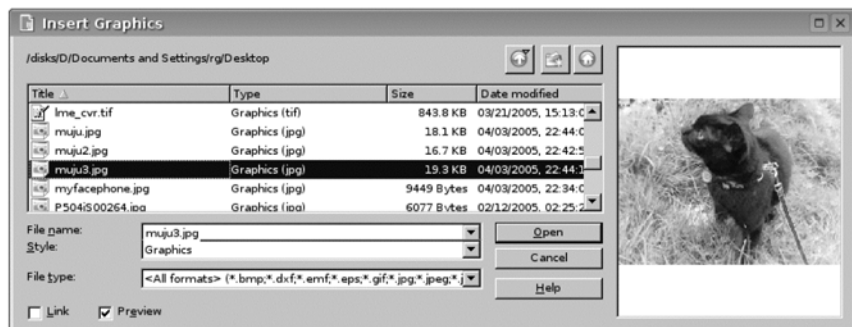 Insert Graphics
/disks/D/Documents and Settings/rg/Desktop
Title Type Size Date modified
lme_cvr.tif Graphics (tif) 843.8 KB 03/21/2005, 15:13:0
muju.jpg Graphics (jpg) 18.1 KB 04/03/2005, 22:44:0
muju2.jpg Graphics (jpg) 16.7 KB 04/03/2005, 22:42:5
muju3.jpg Graphics (jpg) 19.3 KB 04/03/2005, 22:44:1
myfacephone.jpg Graphics (jpg) 9449 Bytes 04/03/2005, 22:34:0
P504iS00264.jpg Graphics (jpg) 6077 Bytes 02/12/2005, 02:25:2
File name: muju3.jpg Open
Style: Graphics
Cancel
File type: <All formats> (*.bmp;*.dxf;*.emf;*.eps;*.gif;*.jpg;*.jpeg;*.j
Help
Link Preview